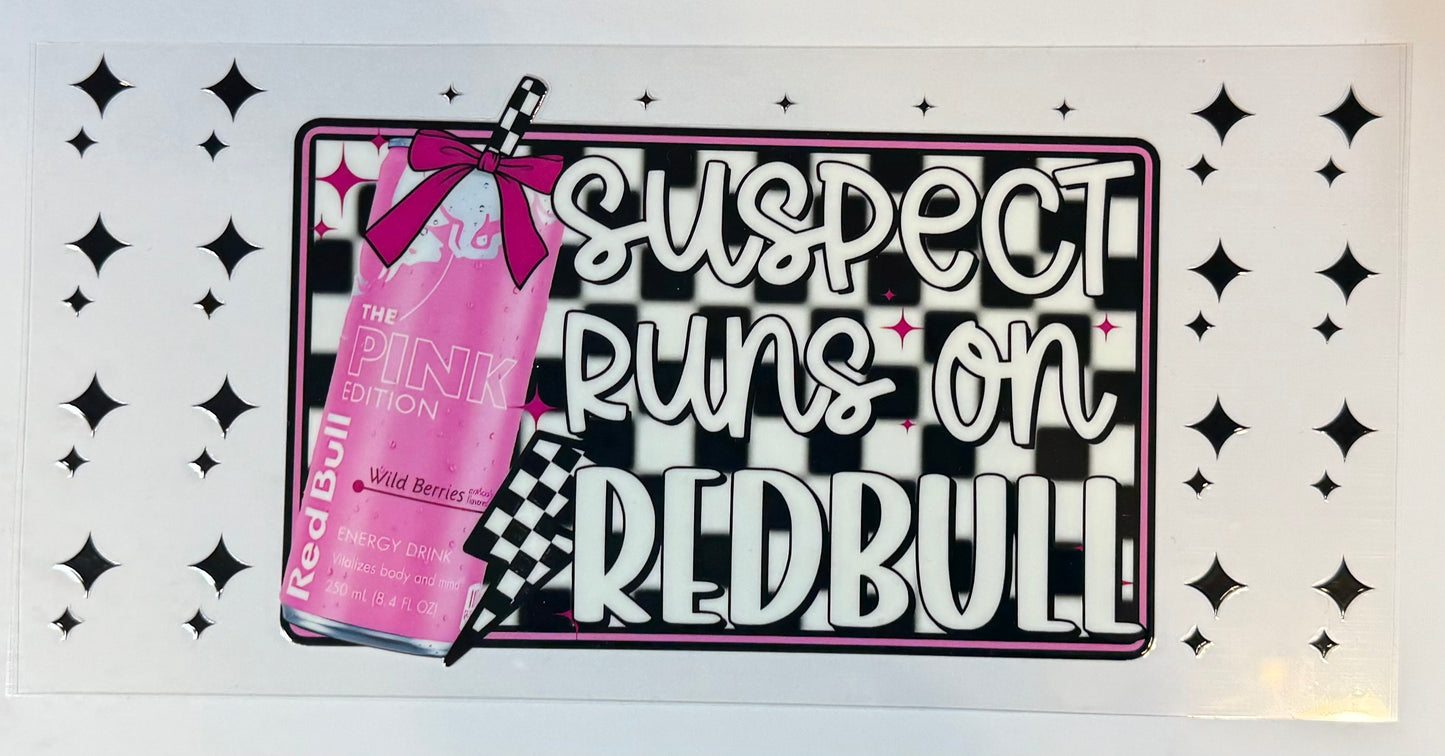 SUSPECT
RUNS ON
REDBULL
THE
PINK
EDITION
Red Bull
Wild Berries
ENERGY DRINK
Vitalizes body and mind
250 mL (8.4 FL OZ)